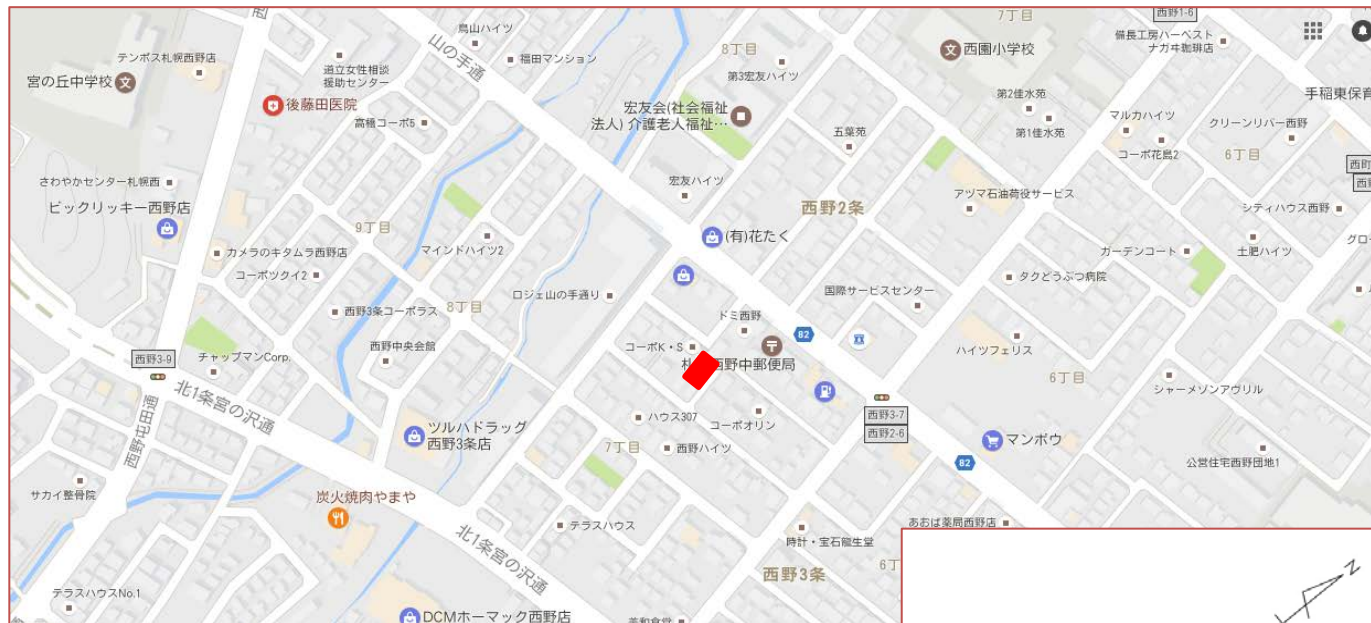 西
7丁目
西野1-6
鳥山ハイツ
山の手通
8丁目
西園小学校
備長工房ハーベスト
ナガヰ珈琲店
テンポス札幌西野店
道立女性相談
援助センター
福田マンション
第3宏友ハイツ
宮の丘中学校
後藤田医院
第2佳水苑
手稲東保育
宏友会(社会福祉
法人) 介護老人福祉…
高橋コーポ5
五葉苑
第1佳水苑
マルカハイツ
クリーンリバー西野
コーポ花島2
6丁目
西町
さわやかセンター札幌西
宏友ハイツ
西野2条
アツマ石油荷役サービス
ビックリッキー西野店
シティハウス西野
9丁目
(有)花たく
カメラのキタムラ西野店
マインドハイツ2
ガーデンコート
土肥ハイツ
グロ
コーポツクイ2
タクどうぶつ病院
ロジェ山の手通り
国際サービスセンター
西野3条コーポラス
8丁目
ドミ西野
82
西野3-9
チャップマンCorp.
西野中央会館
コーポK・S
札
西野中郵便局
ハイツフェリス
6丁目
北1条宮の沢通
シャーメゾンアヴリル
西野屯田通
ハウス307
コーポオリン
西野3-7
西野2-6
ツルハドラッグ
西野3条店
7丁目
西野ハイツ
マンボウ
82
公営住宅西野団地1
サカイ整骨院
炭火焼肉やまや
テラスハウス
あおば薬局西野店
北1条宮の沢通
時計・宝石龍生堂
西野3条
6丁
テラスハウスNo.1
DCMホーマック西野店
美和食堂
N